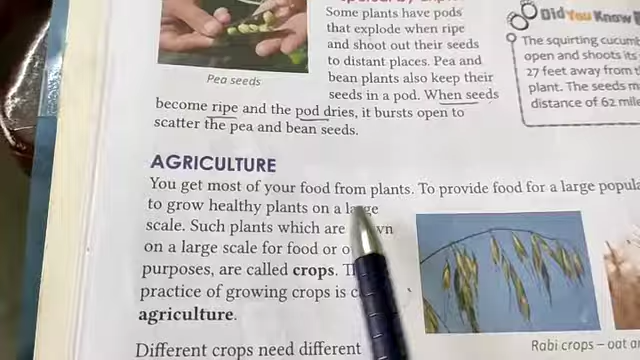 Some plants have pods
that explode when ripe
and shoot out their seeds
to distant places. Pea and
bean plants also keep their
seeds in a pod. When seeds
become ripe and the pod dries, it bursts open to
scatter the pea and bean seeds.
Pea seeds
Did You Know
The squirting cucumb
open and shoots its
27 feet away from
plant. The seeds
distance of 62
AGRICULTURE
You get most of your food from plants. To provide food for a large popula
to grow healthy plants on a large
scale. Such plants which are
on a large scale for food or
purposes, are called crops.
practice of growing crops is
agriculture.
Different crops need different
Rabi crops – oat